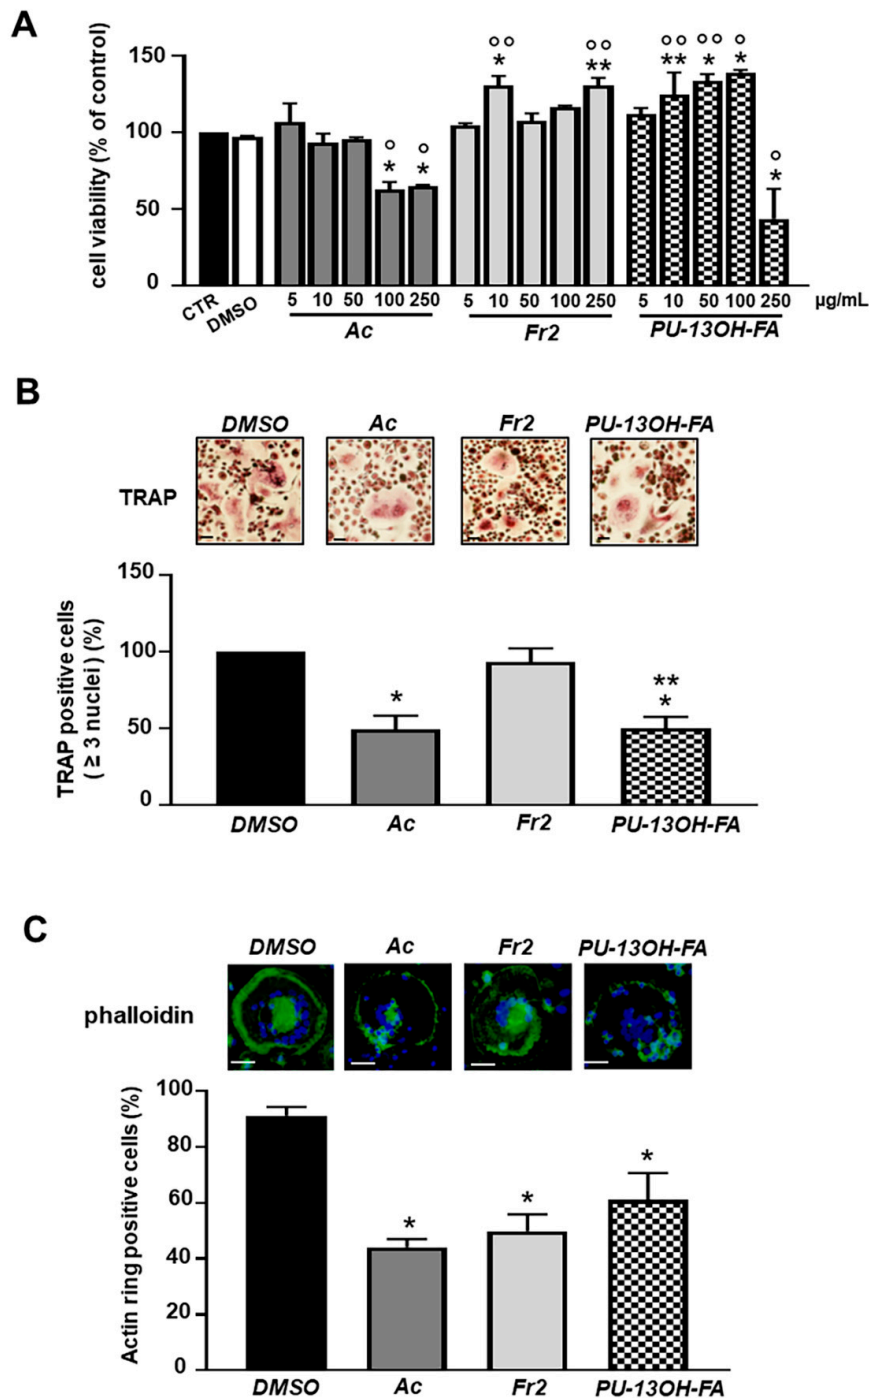 A
cell viability (% of control)
150
100
50
0
° °
*
° °
**
° °
**
° °
*
°
*
°
*
°
*
°
*
CTR
DMSO
5 10 50 100 250
5 10 50 100 250
5 10 50 100 250
µg/mL
Ac
Fr2
PU-13OH-FA
B
DMSO Ac Fr2 PU-13OH-FA
TRAP
TRAP positive cells
( ≥ 3 nuclei ) (%)
150
100
50
0
*
**
*
DMSO Ac Fr2 PU-13OH-FA
C
DMSO Ac Fr2 PU-13OH-FA
phalloidin
Actin ring positive cells (%)
100
80
60
40
20
0
*
*
*
DMSO Ac Fr2 PU-13OH-FA